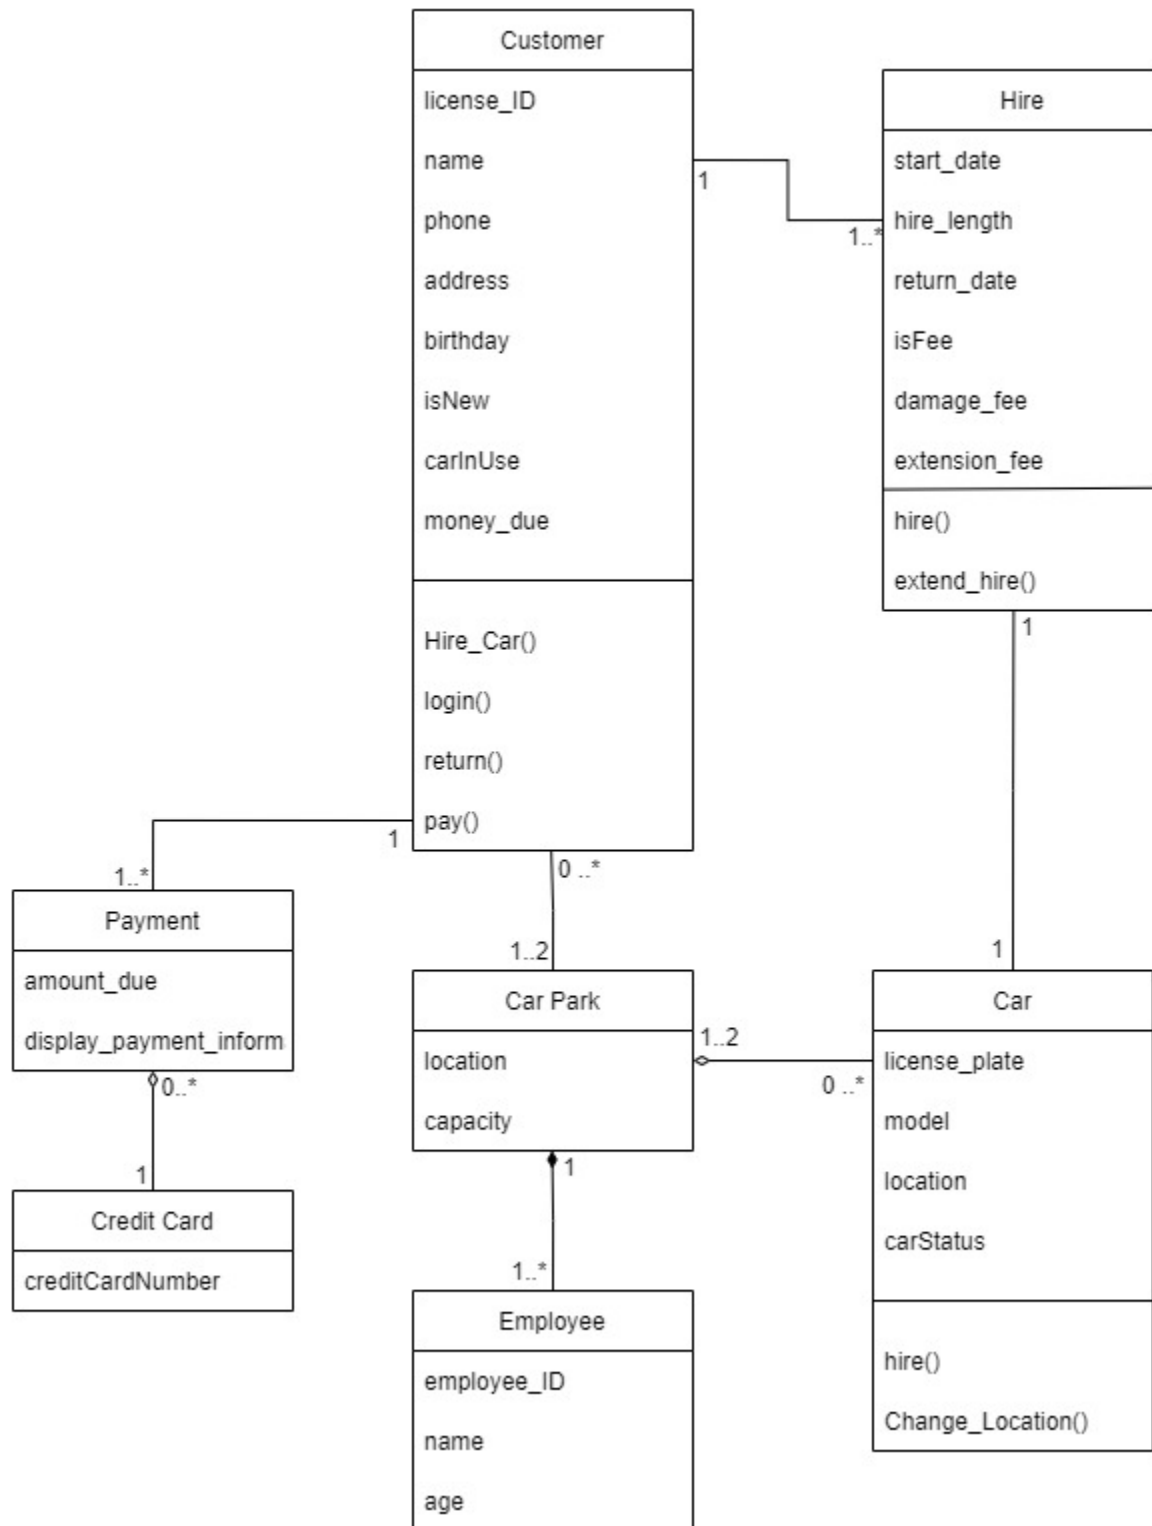 Customer
license_ID
name
phone
address
birthday
isNew
carInUse
money_due
Hire_Car()
login()
return()
pay()
Hire
start_date
hire_length
return_date
isFee
damage_fee
extension_fee
hire()
extend_hire()
1
1..*
1
1..*
0 ..*
1..2
1
1
Payment
amount_due
display_payment_inform
0..*
1
Credit Card
creditCardNumber
Car Park
location
capacity
1..2
0 ..*
1
1..*
Employee
employee_ID
name
age
Car
license_plate
model
location
carStatus
hire()
Change_Location()